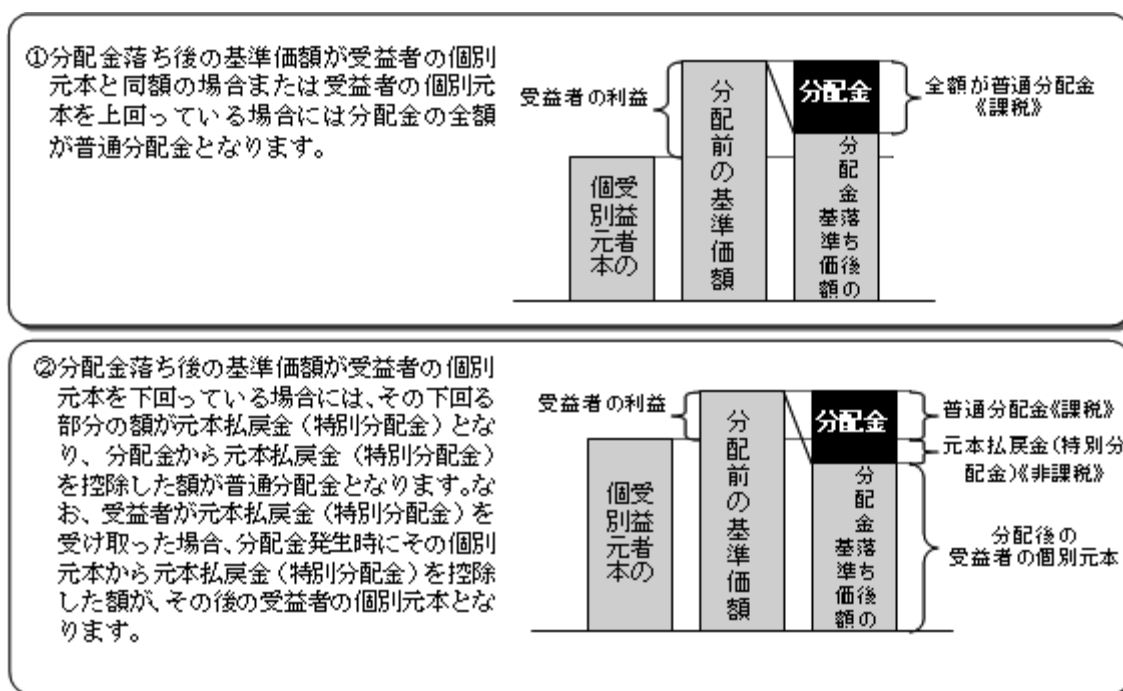 ①分配金落ち後の基準価額が受益者の個別
元本と同額の場合または受益者の個別元
本を上回っている場合には分配金の全額
が普通分配金となります。
受益者の利益
受益者の
個別元本
分配前の基準価額
分配金
分配金落ち後の
基準価額
全額が普通分配金
《課税》
②分配金落ち後の基準価額が受益者の個別
元本を下回っている場合には、その下回る
部分の額が元本払戻金（特別分配金）とな
り、分配金から元本払戻金（特別分配金）
を控除した額が普通分配金となります。な
お、受益者が元本払戻金（特別分配金）を
受け取った場合、分配金発生時にその個別
元本から元本払戻金（特別分配金）を控除
した額が、その後の受益者の個別元本とな
ります。
受益者の利益
受益者の
個別元本
分配前の基準価額
分配金
分配金落ち後の
基準価額
普通分配金《課税》
元本払戻金（特別分
配金）《非課税》
分配後の
受益者の個別元本